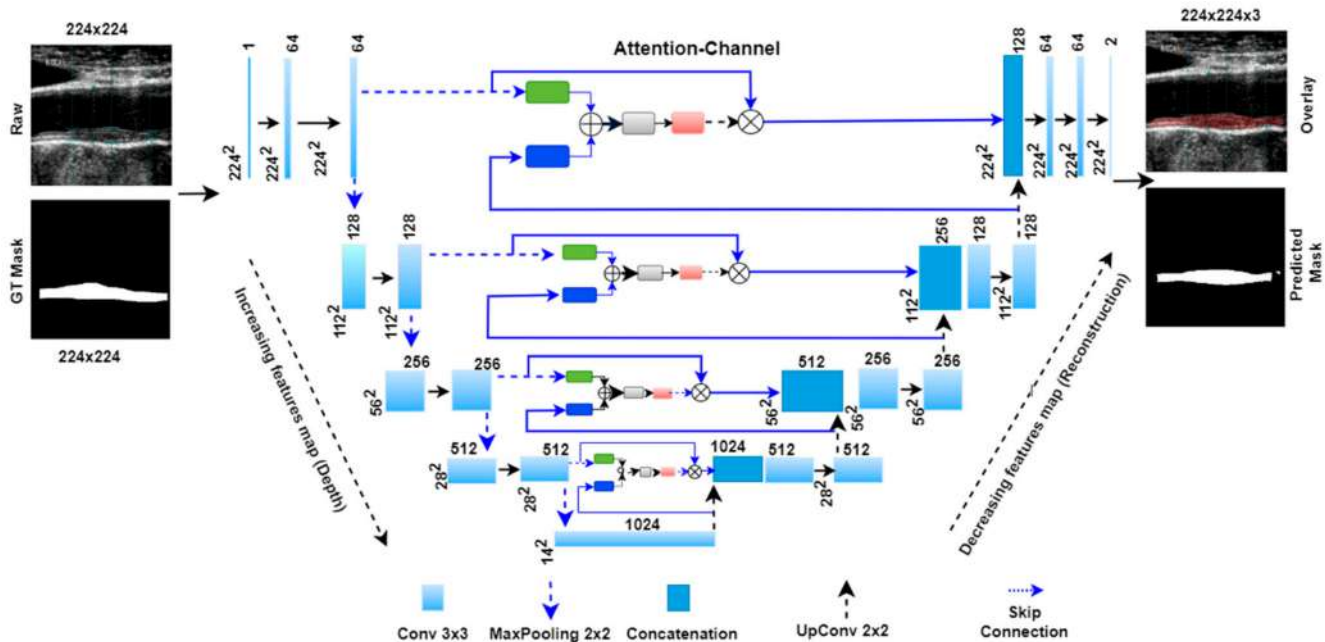 224x224
Raw
GT Mask
224x224
1
64
64
224²
224²
224²
Attention-Channel
128
64
64
2
224²
224²
224²
224²
224x224x3
Overlay
Predicted
Mask
128
128
112²
112²
256
128
128
112²
112²
256
256
56²
512
256
256
56²
56²
56²
512
512
28²
28²
1024
512
512
28²
1024
14²
Increasing features map (Depth)
Decreasing features map (Reconstruction)
Conv 3x3
MaxPooling 2x2
Concatenation
UpConv 2x2
Skip
Connection